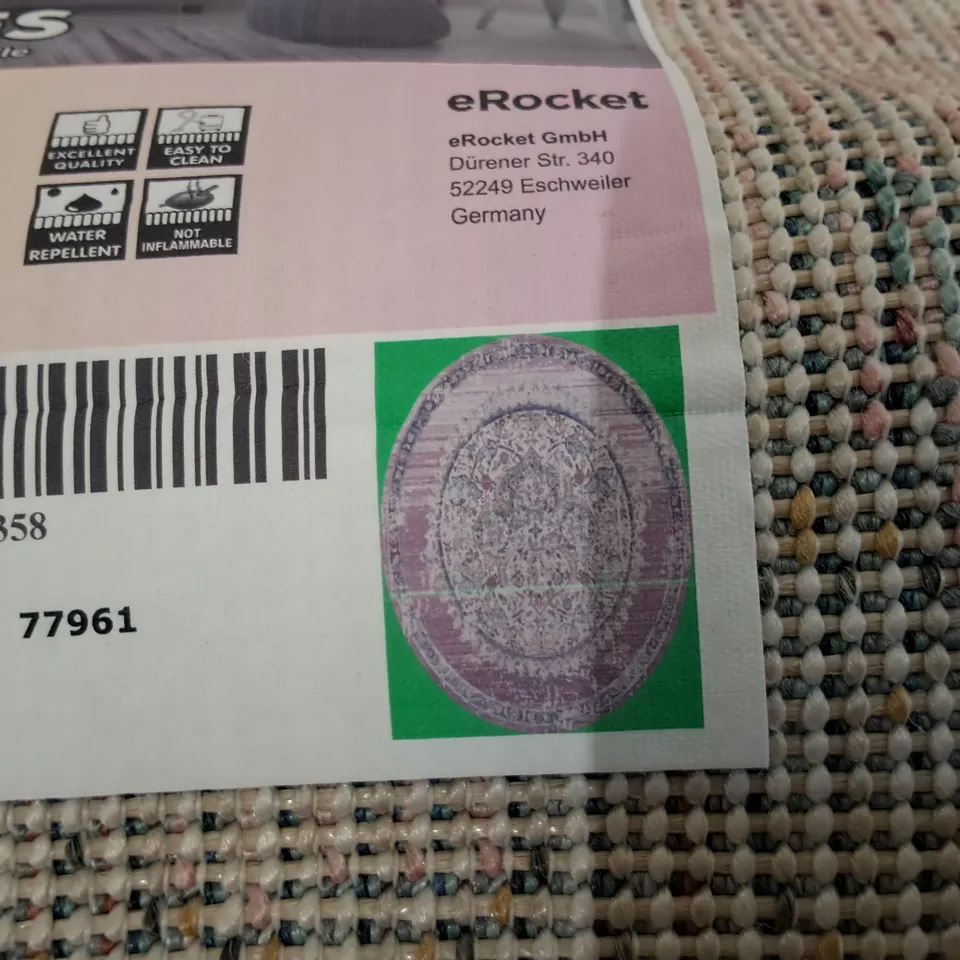 eRocket
eRocket GmbH
Dürener Str. 340
52249 Eschweiler
Germany
EXCELLENT
QUALITY
EASY TO
CLEAN
WATER
REPELLENT
NOT
INFLAMMABLE
358
77961